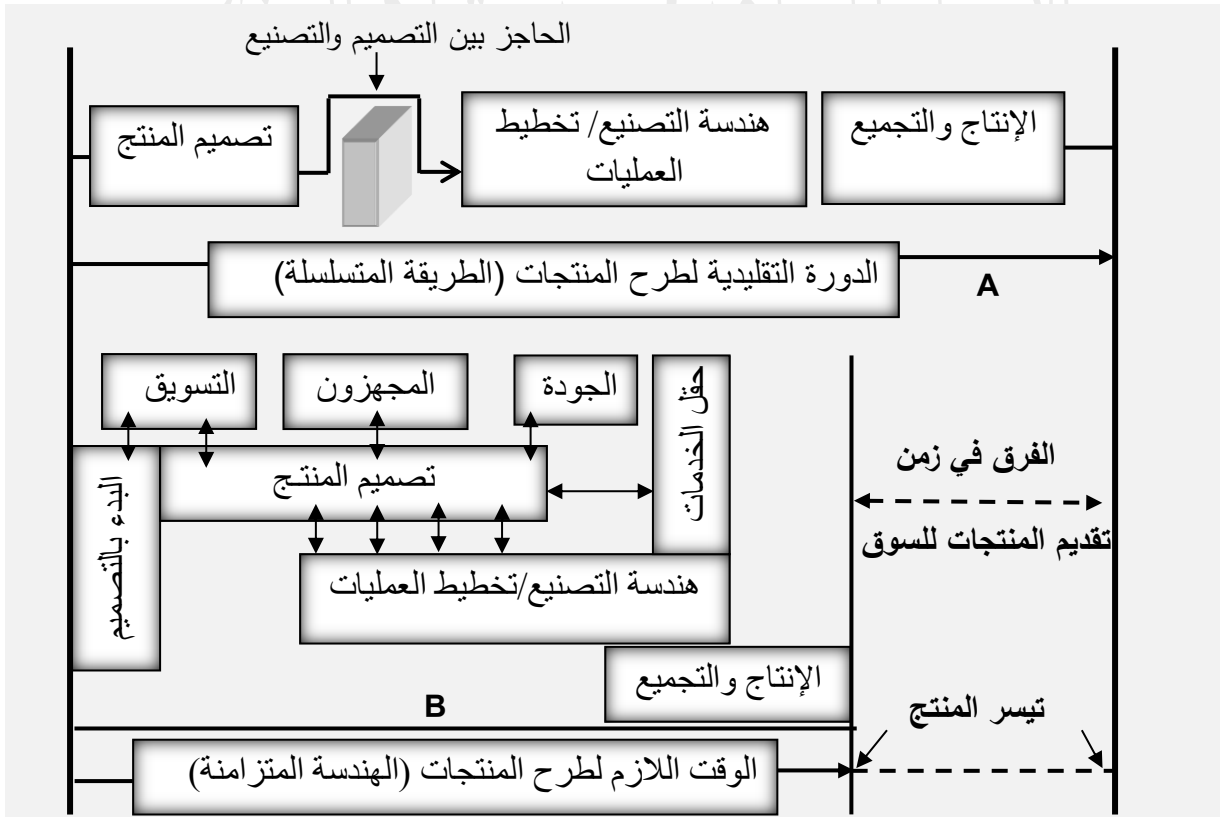 الحاجز بين التصميم والتصنيع
تصميم المنتج
هندسة التصنيع/ تخطيط
العمليات
الإنتاج والتجميع
الدورة التقليدية لطرح المنتجات (الطريقة المتسلسلة)
A
التسويق
المجهزون
الجودة
حقل الخدمات
البدء بالتصميم
تصميم المنتج
هندسة التصنيع/تخطيط العمليات
الإنتاج والتجميع
الفرق في زمن
تقديم المنتجات للسوق
B
تيسر المنتج
الوقت اللازم لطرح المنتجات (الهندسة المتزامنة)